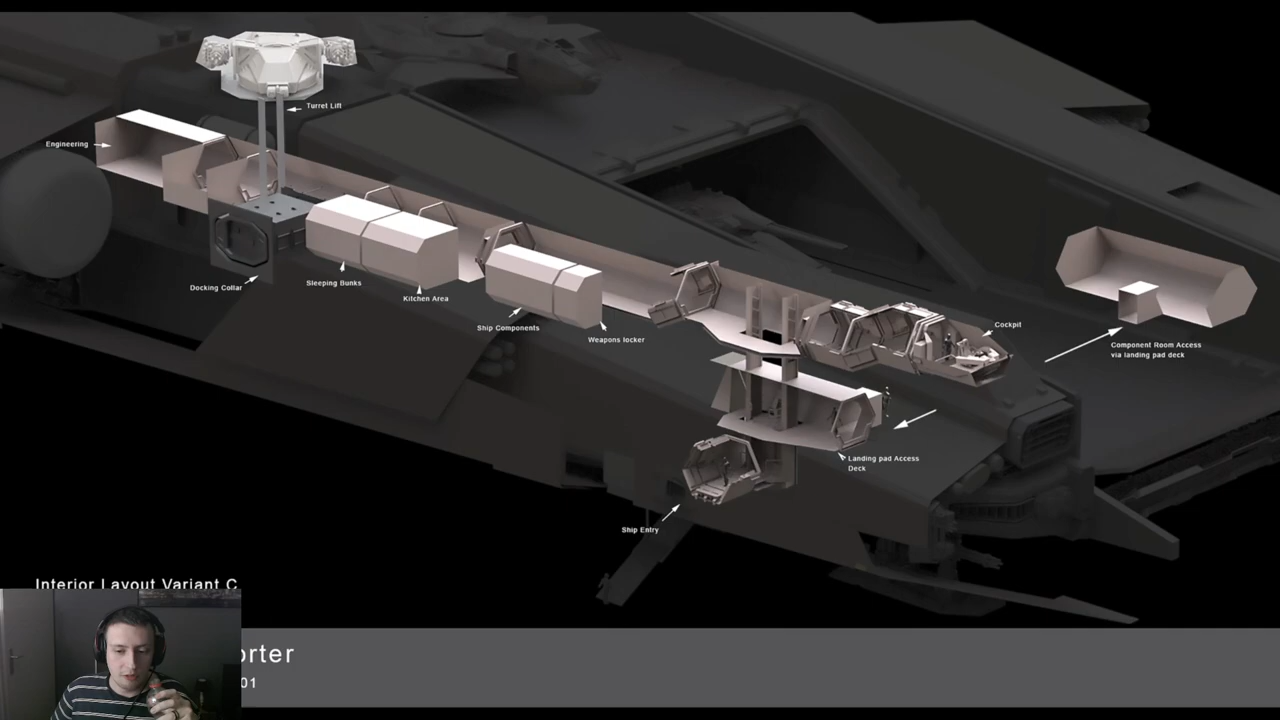 Turret Lift
Engineering
Docking Collar
Sleeping Bunks
Kitchen Area
Ship Components
Weapons locker
Cockpit
Component Room Access
via landing pad deck
Landing pad Access
Deck
Ship Entry
Interior Layout Variant C
orter
01